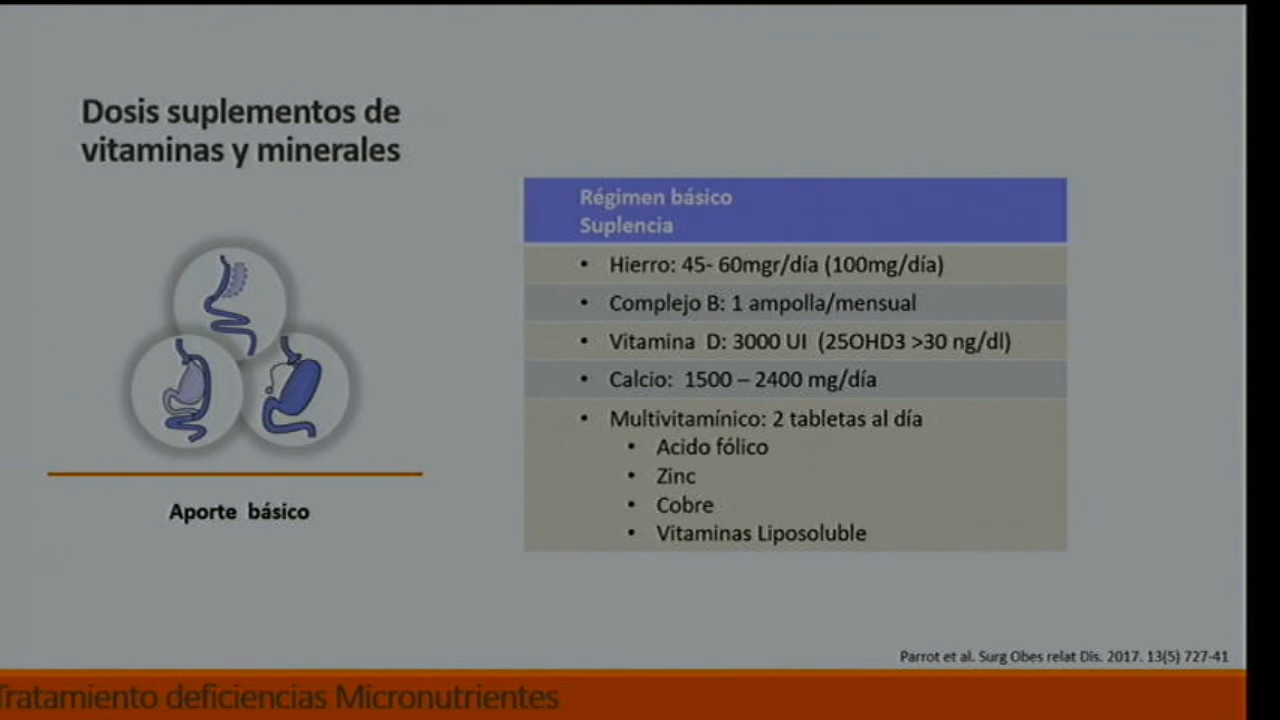 Dosis suplementos de
vitaminas y minerales
Régimen básico
Suplencia
• Hierro: 45- 60mgr/día (100mg/día)
• Complejo B: 1 ampolla/mensual
• Vitamina D: 3000 UI (25OHD3 >30 ng/dl)
• Calcio: 1500 – 2400 mg/día
• Multivitamínico: 2 tabletas al día
• Acido fólico
• Zinc
• Cobre
• Vitaminas Liposoluble
Aporte básico
Parrot et al. Surg Obes relat Dis. 2017. 13(5) 727-41
Tratamiento deficiencias Micronutrientes